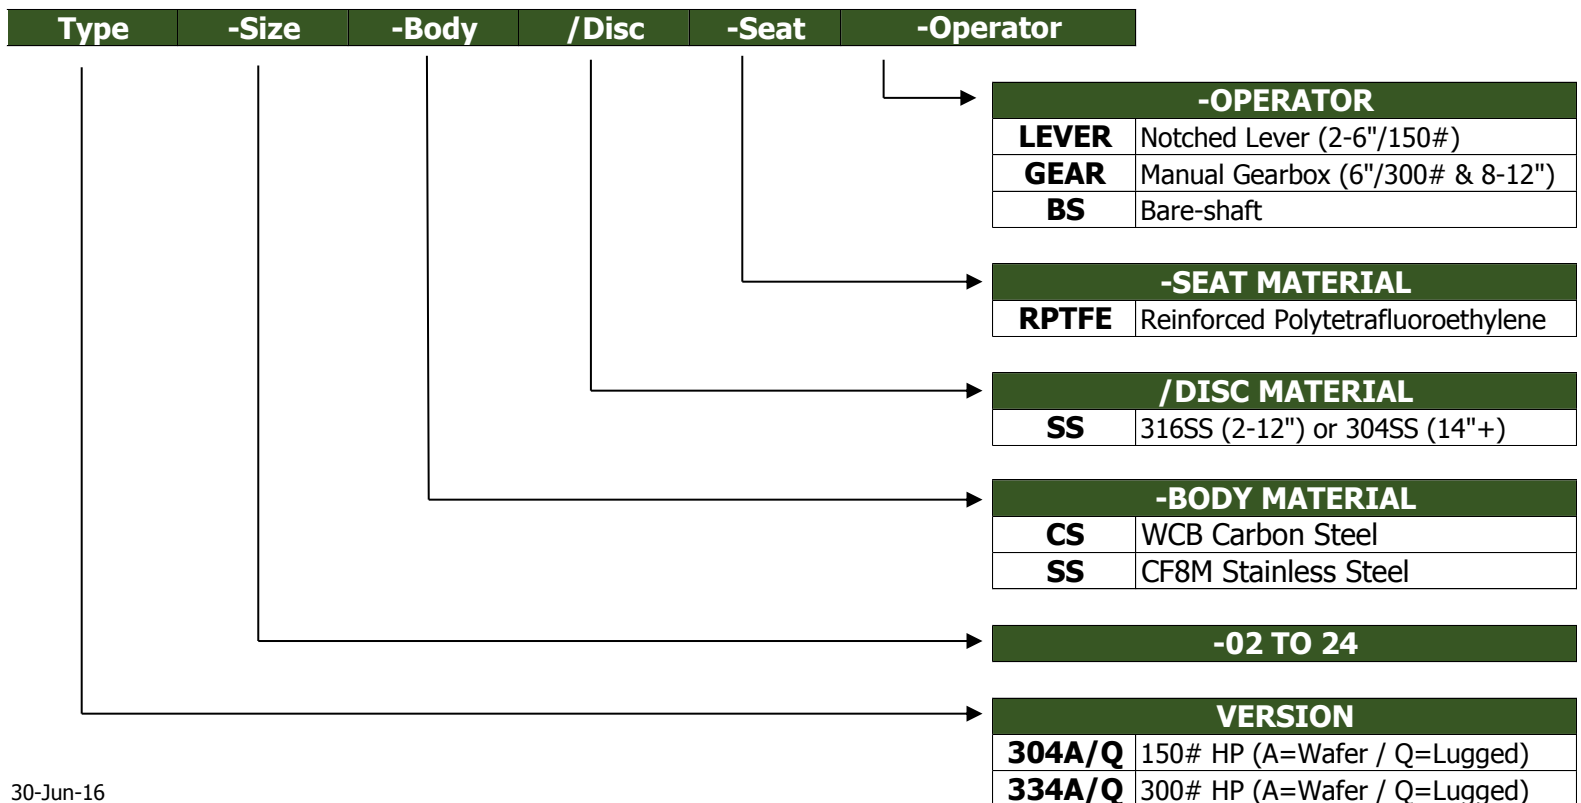 Type -Size -Body /Disc -Seat -Operator
-OPERATOR
LEVER Notched Lever (2-6"/150#)
GEAR Manual Gearbox (6"/300# & 8-12")
BS Bare-shaft
-SEAT MATERIAL
RPTFE Reinforced Polytetrafluoroethylene
/DISC MATERIAL
SS 316SS (2-12") or 304SS (14"+)
-BODY MATERIAL
CS WCB Carbon Steel
SS CF8M Stainless Steel
-02 TO 24
VERSION
304A/Q 150# HP (A=Wafer / Q=Lugged)
334A/Q 300# HP (A=Wafer / Q=Lugged)
30-Jun-16